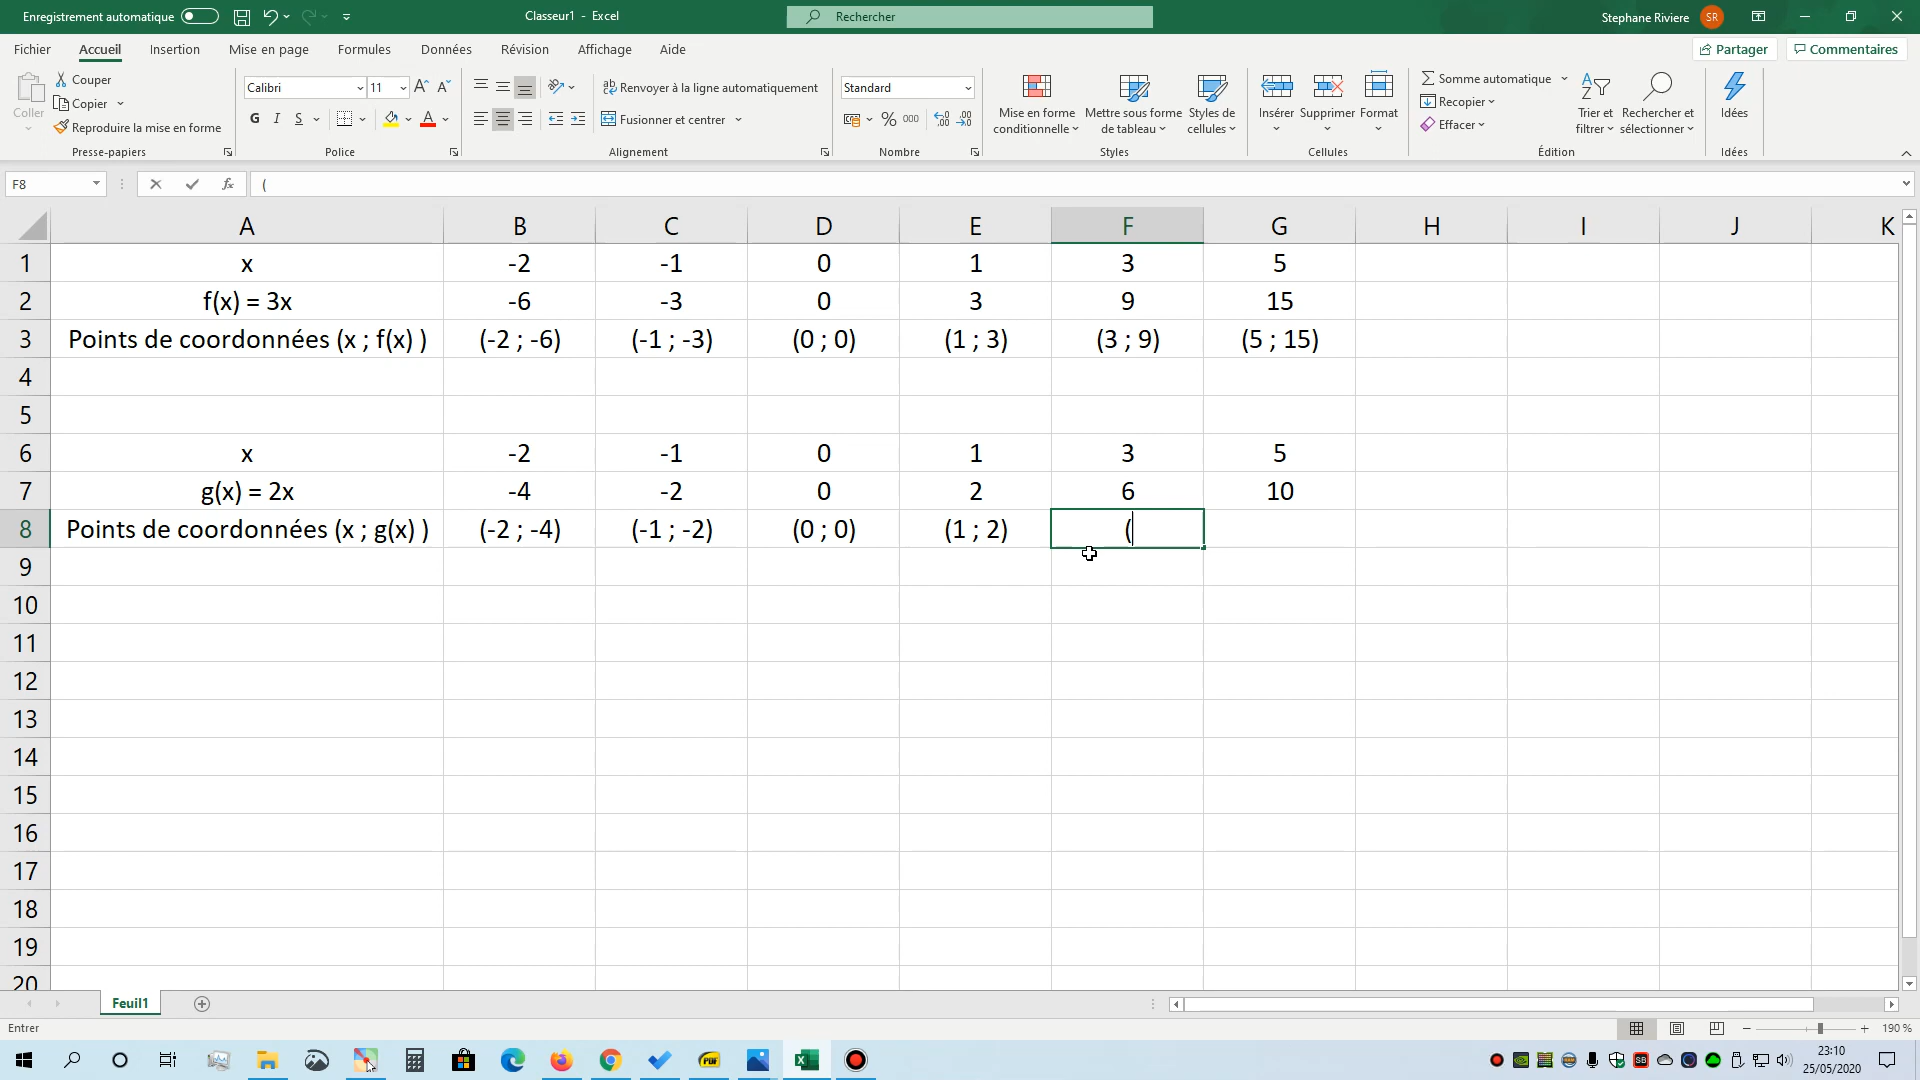 Enregistrement automatique
Classeur1 - Excel
Rechercher
Stephane Riviere SR
Fichier Accueil Insertion Mise en page Formules Données Révision Affichage Aide Partager Commentaires
Coller
Couper
Copier
Reproduire la mise en forme
Presse-papiers
Calibri 11
G I S
Police
Renvoyer à la ligne automatiquement
Fusionner et centrer
Alignement
Standard
% 000
Nombre
Mise en forme conditionnelle
Mettre sous forme de tableau
Styles de cellules
Styles
Insérer Supprimer Format
Cellules
Somme automatique
Recopier
Effacer
Trier et filtrer
Rechercher et sélectionner
Édition
Idées
Idées
F8 fx (
A B C D E F G H I J K
1 x -2 -1 0 1 3 5
2 f(x) = 3x -6 -3 0 3 9 15
3 Points de coordonnées (x ; f(x) ) (-2 ; -6) (-1 ; -3) (0 ; 0) (1 ; 3) (3 ; 9) (5 ; 15)
4
5
6 x -2 -1 0 1 3 5
7 g(x) = 2x -4 -2 0 2 6 10
8 Points de coordonnées (x ; g(x) ) (-2 ; -4) (-1 ; -2) (0 ; 0) (1 ; 2) (
9
10
11
12
13
14
15
16
17
18
19
20
Feuil1
Entrer
190 %
23:10
25/05/2020